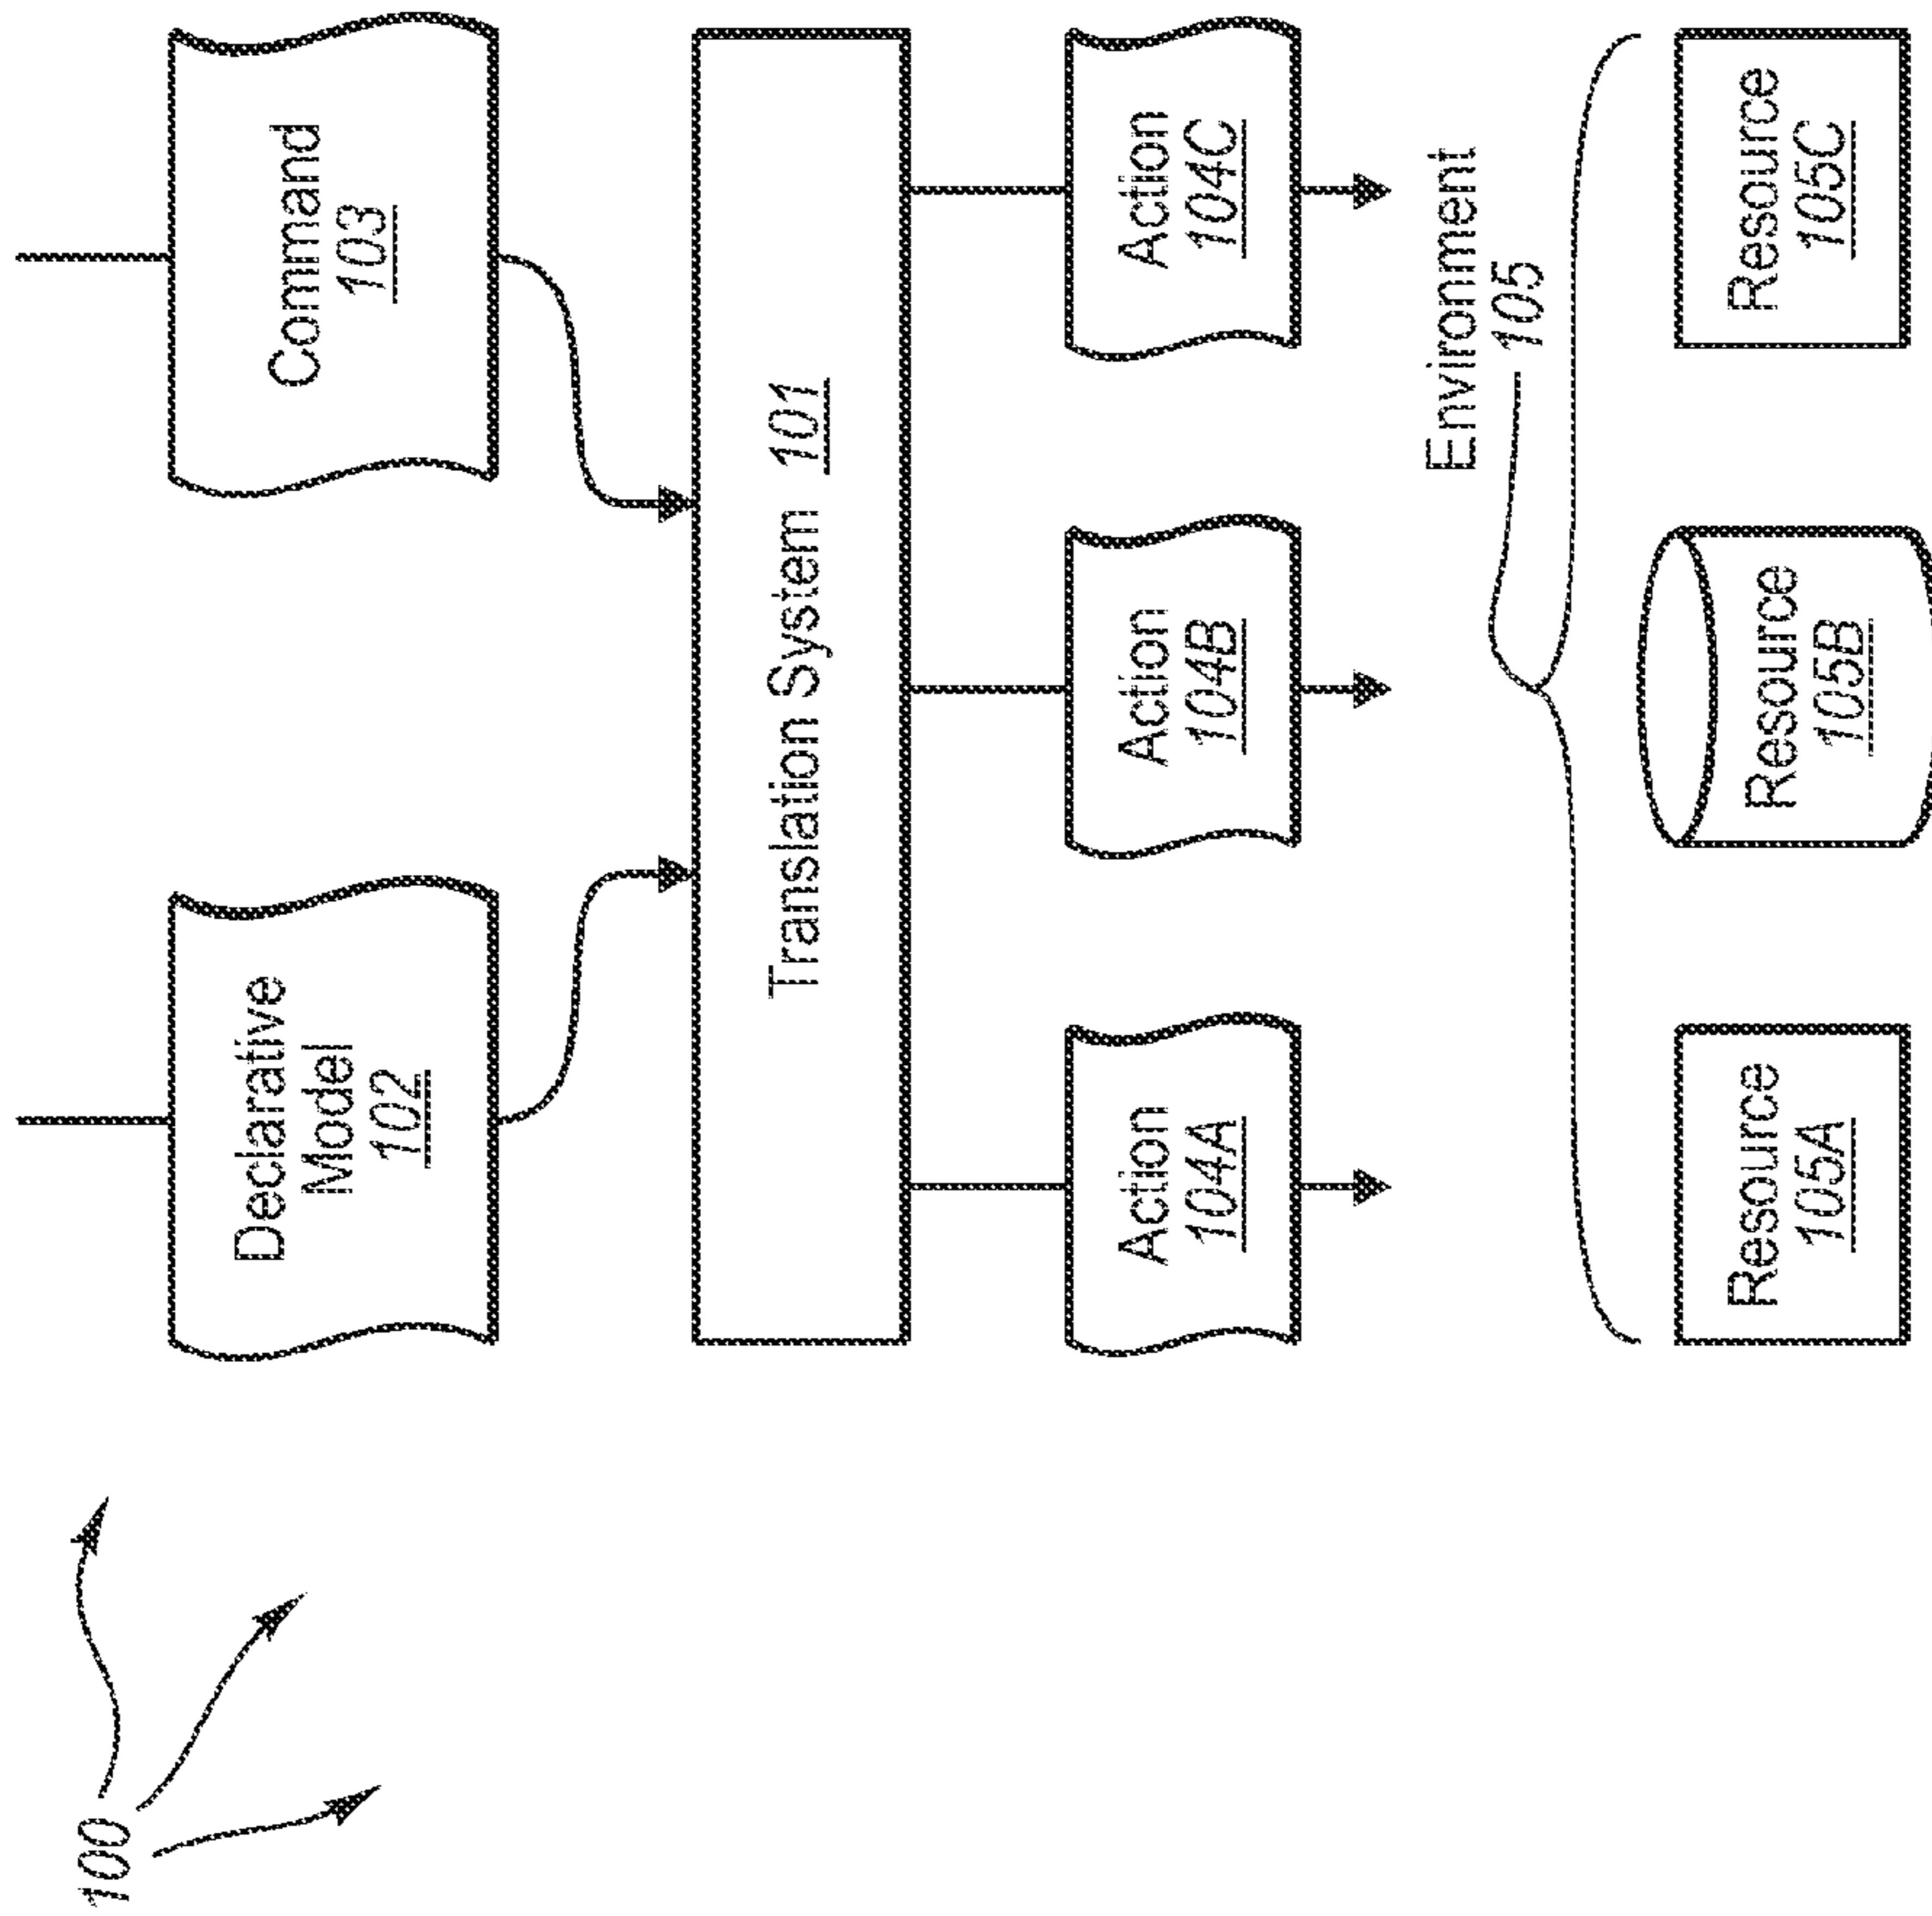 100
Declarative
Model
102
Command
103
Translation System 101
Action
104A
Action
104B
Action
104C
Environment
105
Resource
105A
Resource
105B
Resource
105C